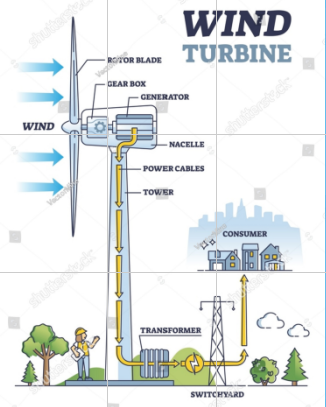 WIND
TURBINE
ROTOR BLADE
GEAR BOX
GENERATOR
WIND
NACELLE
POWER CABLES
TOWER
CONSUMER
TRANSFORMER
SWITCHYARD